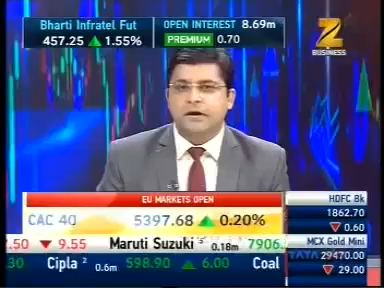 Bharti Infratel Fut
457.25 ▲ 1.55%
OPEN INTEREST 8.69m
PREMIUM 0.70
Z
BUSINESS
EU MARKETS OPEN
CAC 40 5397.68 ▲ 0.20%
HDFC Bk
1862.70
▼ 0.60
MCX Gold Mini
29470.00
▼ 29.00
.50 ▼ 9.55 Maruti Suzuki 0.18m 7906.
30 Cipla 2 0.6m 598.90 ▲ 6.00 Coal
TATA